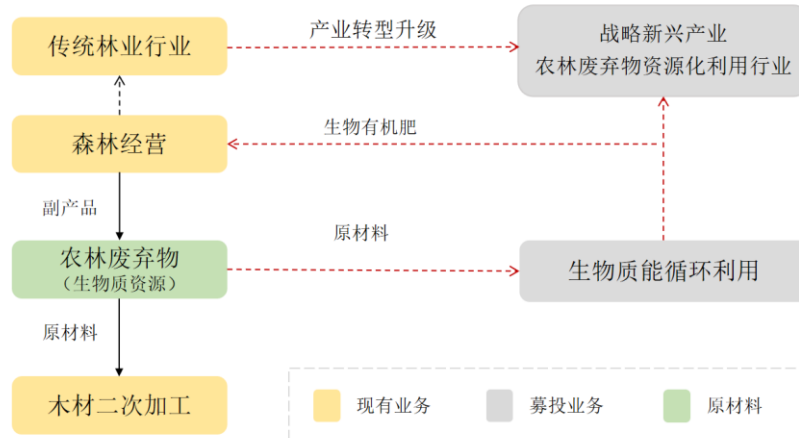 传统林业行业
产业转型升级
战略新兴产业
农林废弃物资源化利用行业
森林经营
生物有机肥
副产品
农林废弃物
（生物质资源）
原材料
生物质能循环利用
原材料
木材二次加工
现有业务
募投业务
原材料